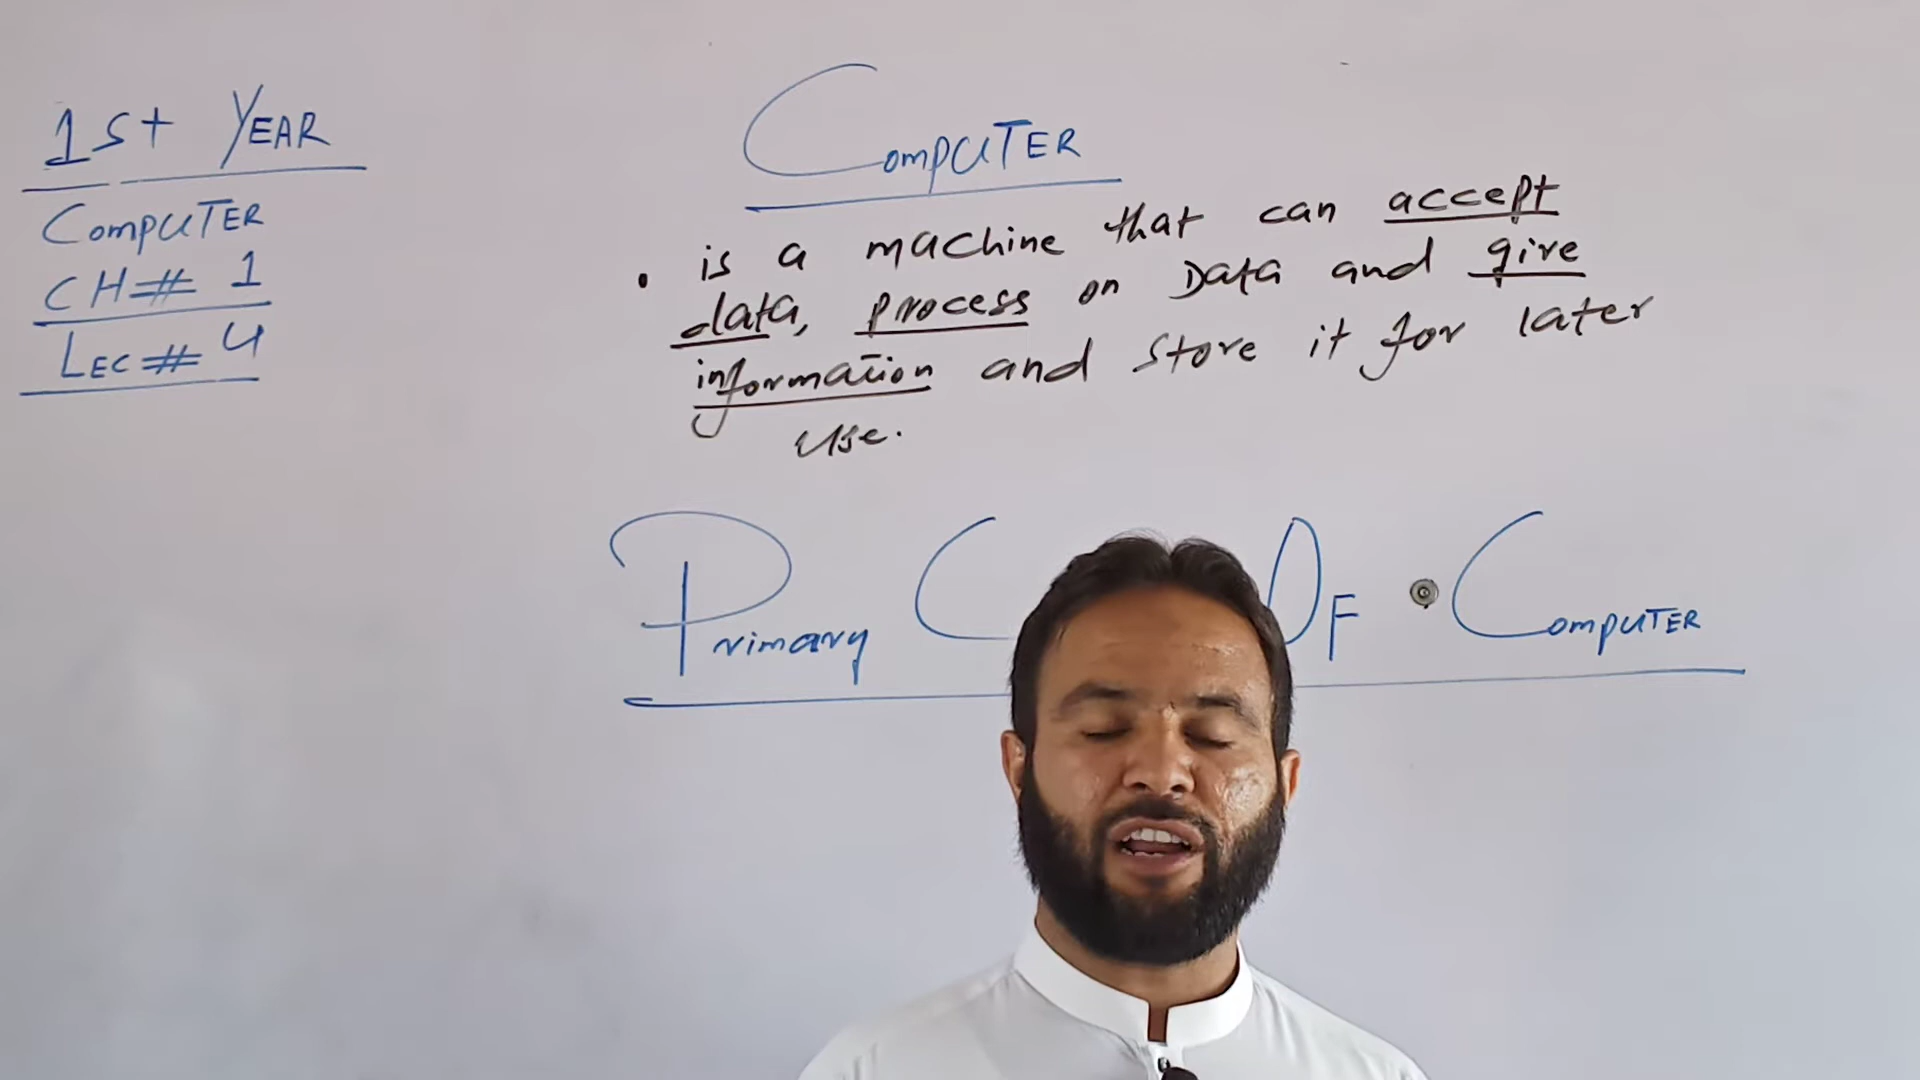 1st YEAR
COMPUTER
CH# 1
LEC# 4
COMPUTER
• is a machine that can accept
data, process on Data and give
information and store it for later
use.
Primary OF COMPUTER